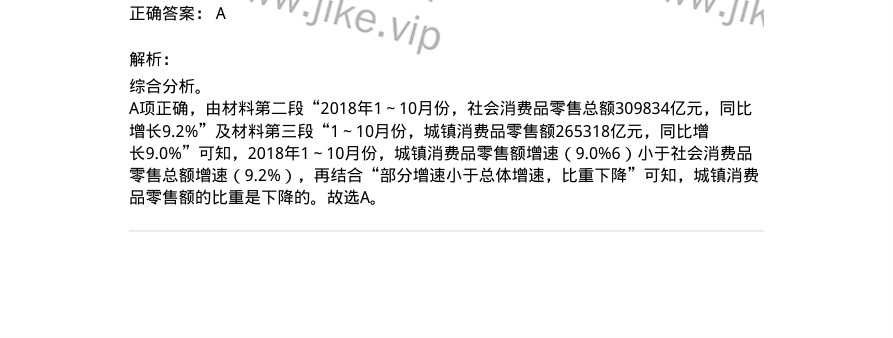 www.jike.vip
www.jik
正确答案： A
解析：
综合分析。
A项正确，由材料第二段“2018年1～10月份，社会消费品零售总额309834亿元，同比
增长9.2%”及材料第三段“1～10月份，城镇消费品零售额265318亿元，同比增
长9.0%”可知，2018年1～10月份，城镇消费品零售额增速（9.0%6）小于社会消费品
零售总额增速（9.2%），再结合“部分增速小于总体增速，比重下降”可知，城镇消费
品零售额的比重是下降的。故选A。